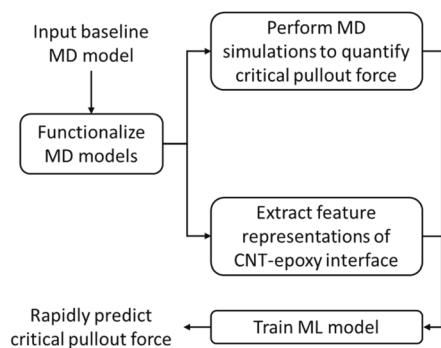 Input baseline
MD model
Functionalize
MD models
Perform MD
simulations to quantify
critical pullout force
Extract feature
representations of
CNT-epoxy interface
Train ML model
Rapidly predict
critical pullout force